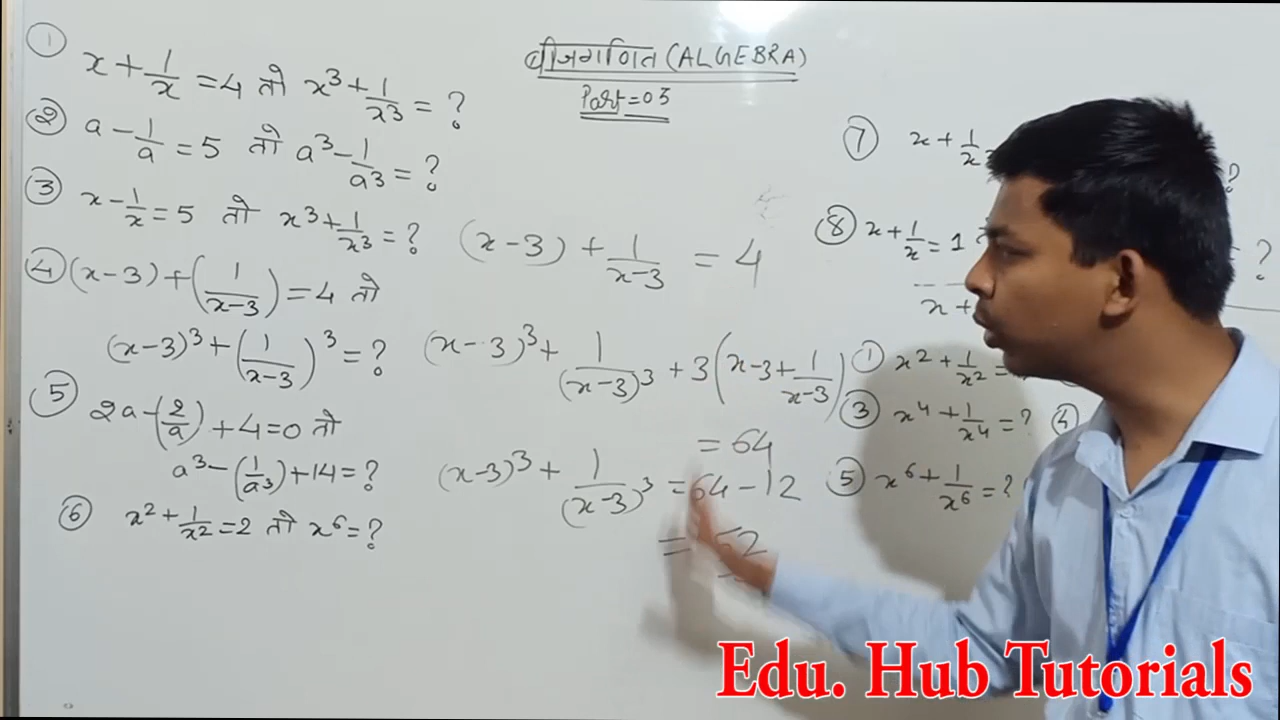 बीजगणित (ALGEBRA)
Part=03
① x + 1/x = 4 तो x³ + 1/x³ = ?
② a - 1/a = 5 तो a³ - 1/a³ = ?
③ x - 1/x = 5 तो x³ + 1/x³ = ?
④ (x-3) + (1/(x-3)) = 4 तो
(x-3)³ + (1/(x-3))³ = ?
⑤ 2a - (2/a) + 4 = 0 तो
a³ - (1/a³) + 14 = ?
⑥ x² + 1/x² = 2 तो x⁶ = ?
(x-3) + 1/(x-3) = 4
(x-3)³ + 1/(x-3)³ + 3(x-3 + 1/(x-3))
= 64
(x-3)³ + 1/(x-3)³ = 64 - 12
= 52
⑦ x + 1/x
?
⑧ x + 1/x = 1
?
x +
① x² + 1/x² =
③ x⁴ + 1/x⁴ = ? ④
⑤ x⁶ + 1/x⁶ = ?
Edu. Hub Tutorials